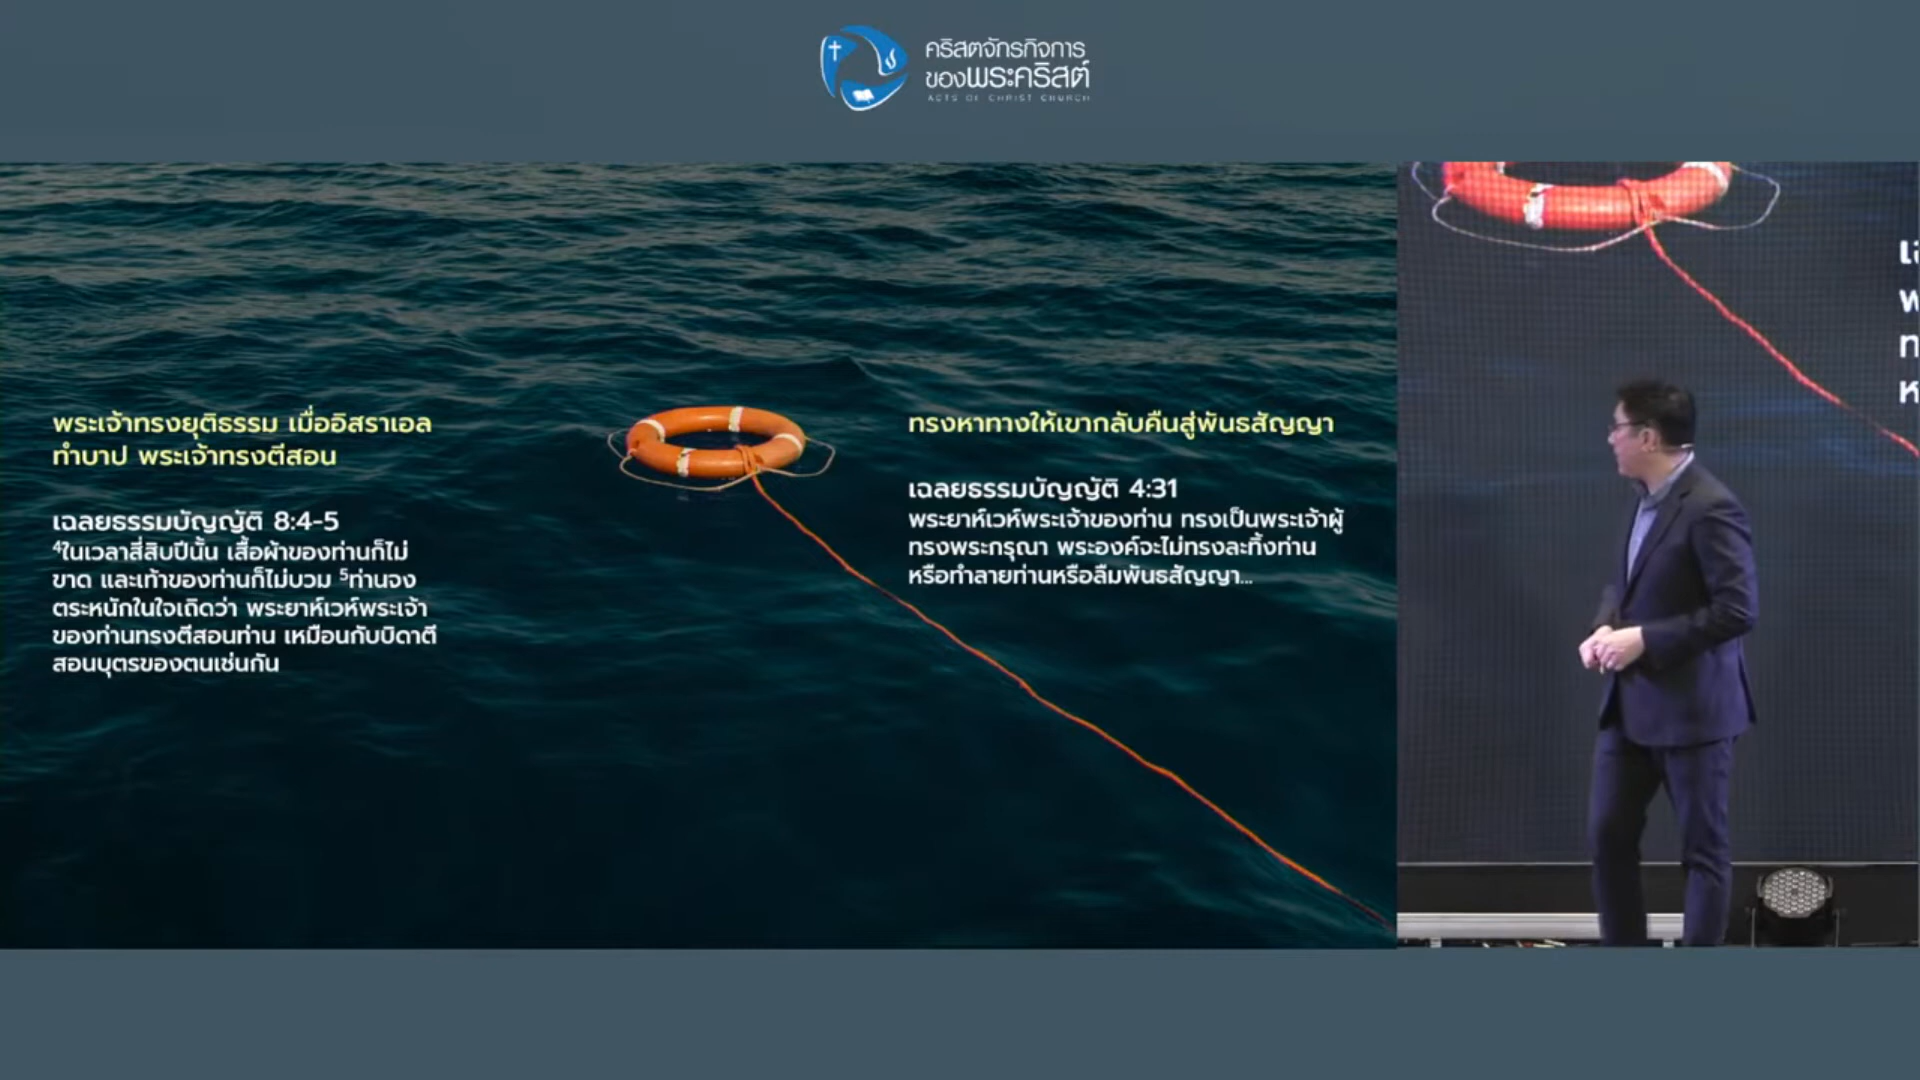 คริสตจักรกิจการ
ของพระคริสต์
ACTS OF CHRIST CHURCH
พระเจ้าทรงยุติธรรม เมื่ออิสราเอล
ทำบาป พระเจ้าทรงตีสอน
เฉลยธรรมบัญญัติ 8:4-5
⁴ในเวลาสี่สิบปีนั้น เสื้อผ้าของท่านก็ไม่
ขาด และเท้าของท่านก็ไม่บวม ⁵ท่านจง
ตระหนักในใจเถิดว่า พระยาห์เวห์พระเจ้า
ของท่านทรงตีสอนท่าน เหมือนกับบิดาตี
สอนบุตรของตนเช่นกัน
ทรงหาทางให้เขากลับคืนสู่พันธสัญญา
เฉลยธรรมบัญญัติ 4:31
พระยาห์เวห์พระเจ้าของท่าน ทรงเป็นพระเจ้าผู้
ทรงพระกรุณา พระองค์จะไม่ทรงละทิ้งท่าน
หรือทำลายท่านหรือลืมพันธสัญญา...